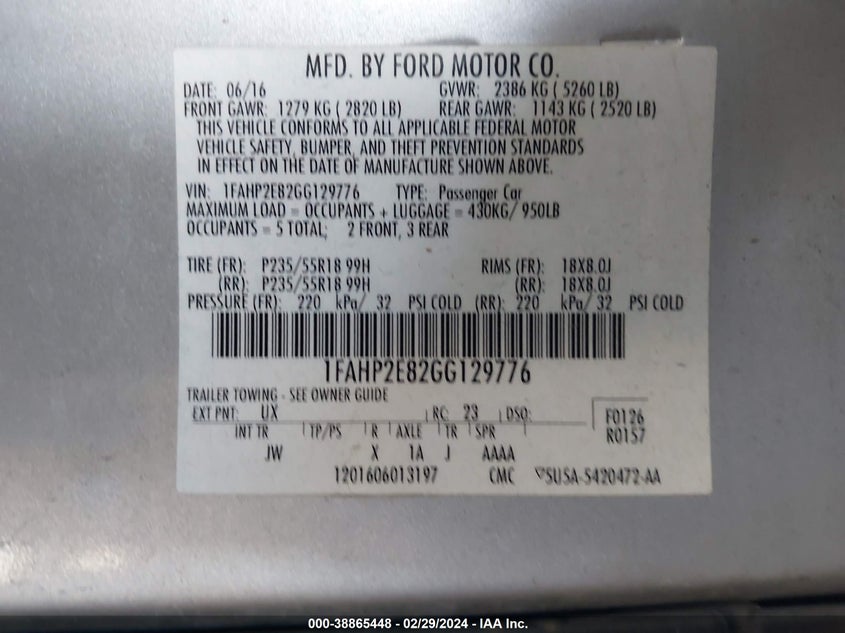 MFD. BY FORD MOTOR CO.
DATE: 06/16 GVWR: 2386 KG ( 5260 LB)
FRONT GAWR: 1279 KG ( 2820 LB) REAR GAWR: 1143 KG ( 2520 LB)
THIS VEHICLE CONFORMS TO ALL APPLICABLE FEDERAL MOTOR
VEHICLE SAFETY, BUMPER, AND THEFT PREVENTION STANDARDS
IN EFFECT ON THE DATE OF MANUFACTURE SHOWN ABOVE.
VIN: 1FAHP2E82GG129776 TYPE: Passenger Car
MAXIMUM LOAD = OCCUPANTS + LUGGAGE = 430KG/ 950LB
OCCUPANTS = 5 TOTAL; 2 FRONT, 3 REAR
TIRE (FR): P235/55R18 99H RIMS (FR): 18X8.0J
(RR): P235/55R18 99H (RR): 18X8.0J
PRESSURE (FR): 220 kPa/ 32 PSI COLD (RR): 220 kPa/ 32 PSI COLD
1FAHP2E82GG129776
TRAILER TOWING - SEE OWNER GUIDE
EXT PNT: UX RC: 23 DSO: F0126
INT TR TP/PS R AXLE TR SPR R0157
JW X 1A J AAAA
1201606013197 CMC 5U5A-5420472-AA
000-38865448 - 02/29/2024 - IAA Inc.